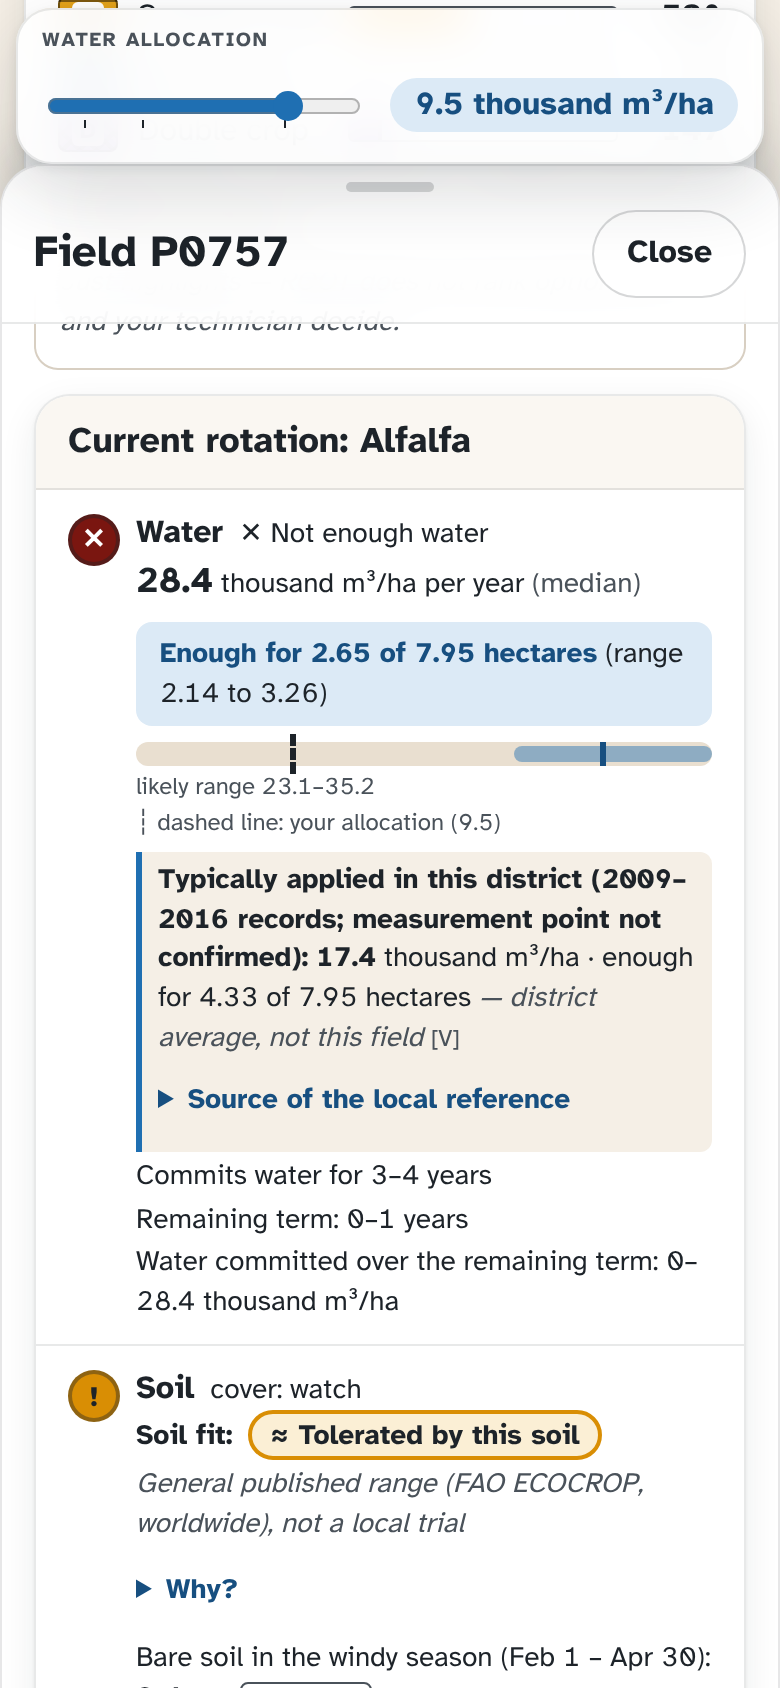 WATER ALLOCATION
9.5 thousand m³/ha
Field P0757
Close
and your technician decide.
Current rotation: Alfalfa
Water ✕ Not enough water
28.4 thousand m³/ha per year (median)
Enough for 2.65 of 7.95 hectares (range
2.14 to 3.26)
likely range 23.1–35.2
┆ dashed line: your allocation (9.5)
Typically applied in this district (2009–
2016 records; measurement point not
confirmed): 17.4 thousand m³/ha · enough
for 4.33 of 7.95 hectares — district
average, not this field [V]
▶ Source of the local reference
Commits water for 3–4 years
Remaining term: 0–1 years
Water committed over the remaining term: 0–
28.4 thousand m³/ha
! Soil cover: watch
Soil fit: ≈ Tolerated by this soil
General published range (FAO ECOCROP,
worldwide), not a local trial
▶ Why?
Bare soil in the windy season (Feb 1 – Apr 30):